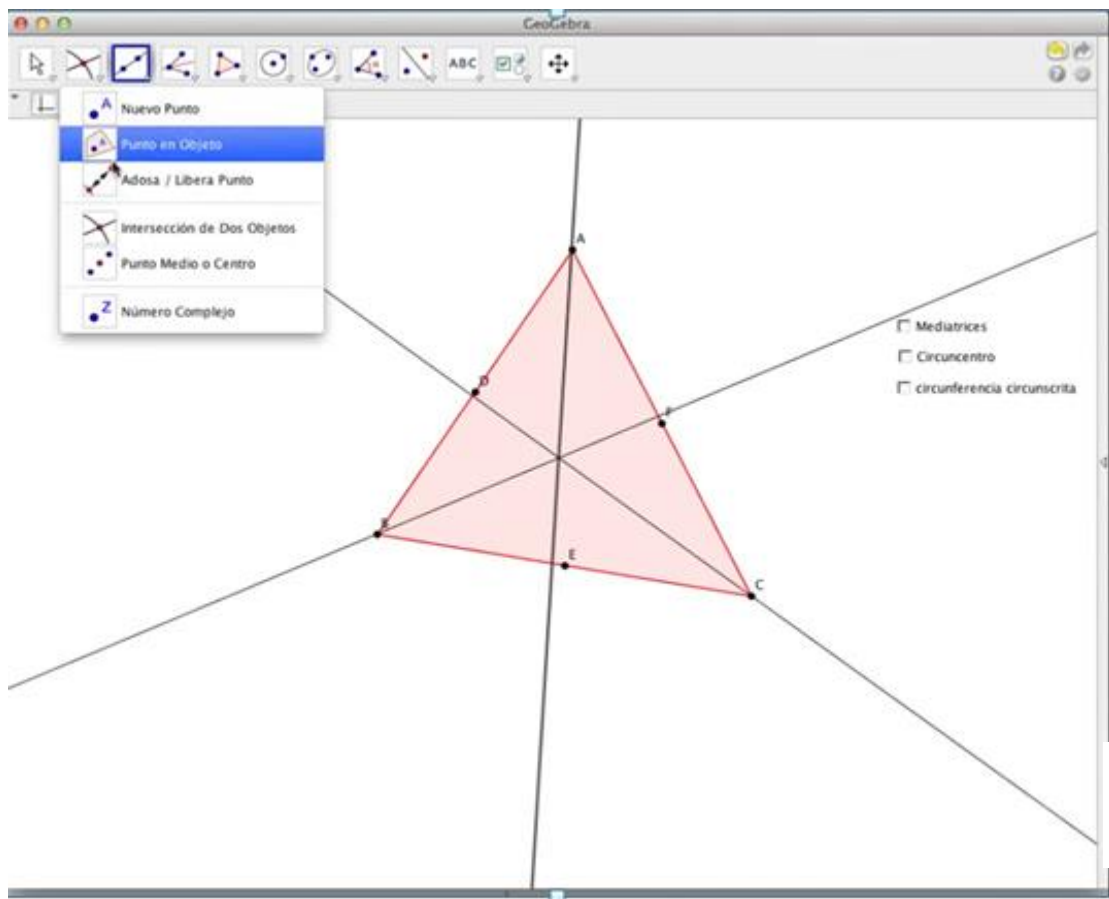 GeoGebra
ABC
A Nuevo Punto
Punto en Objeto
Adosa / Libera Punto
Intersección de Dos Objetos
Punto Medio o Centro
Z Número Complejo
A
Mediatrices
Circuncentro
circunferencia circunscrita
D
F
B
E
C